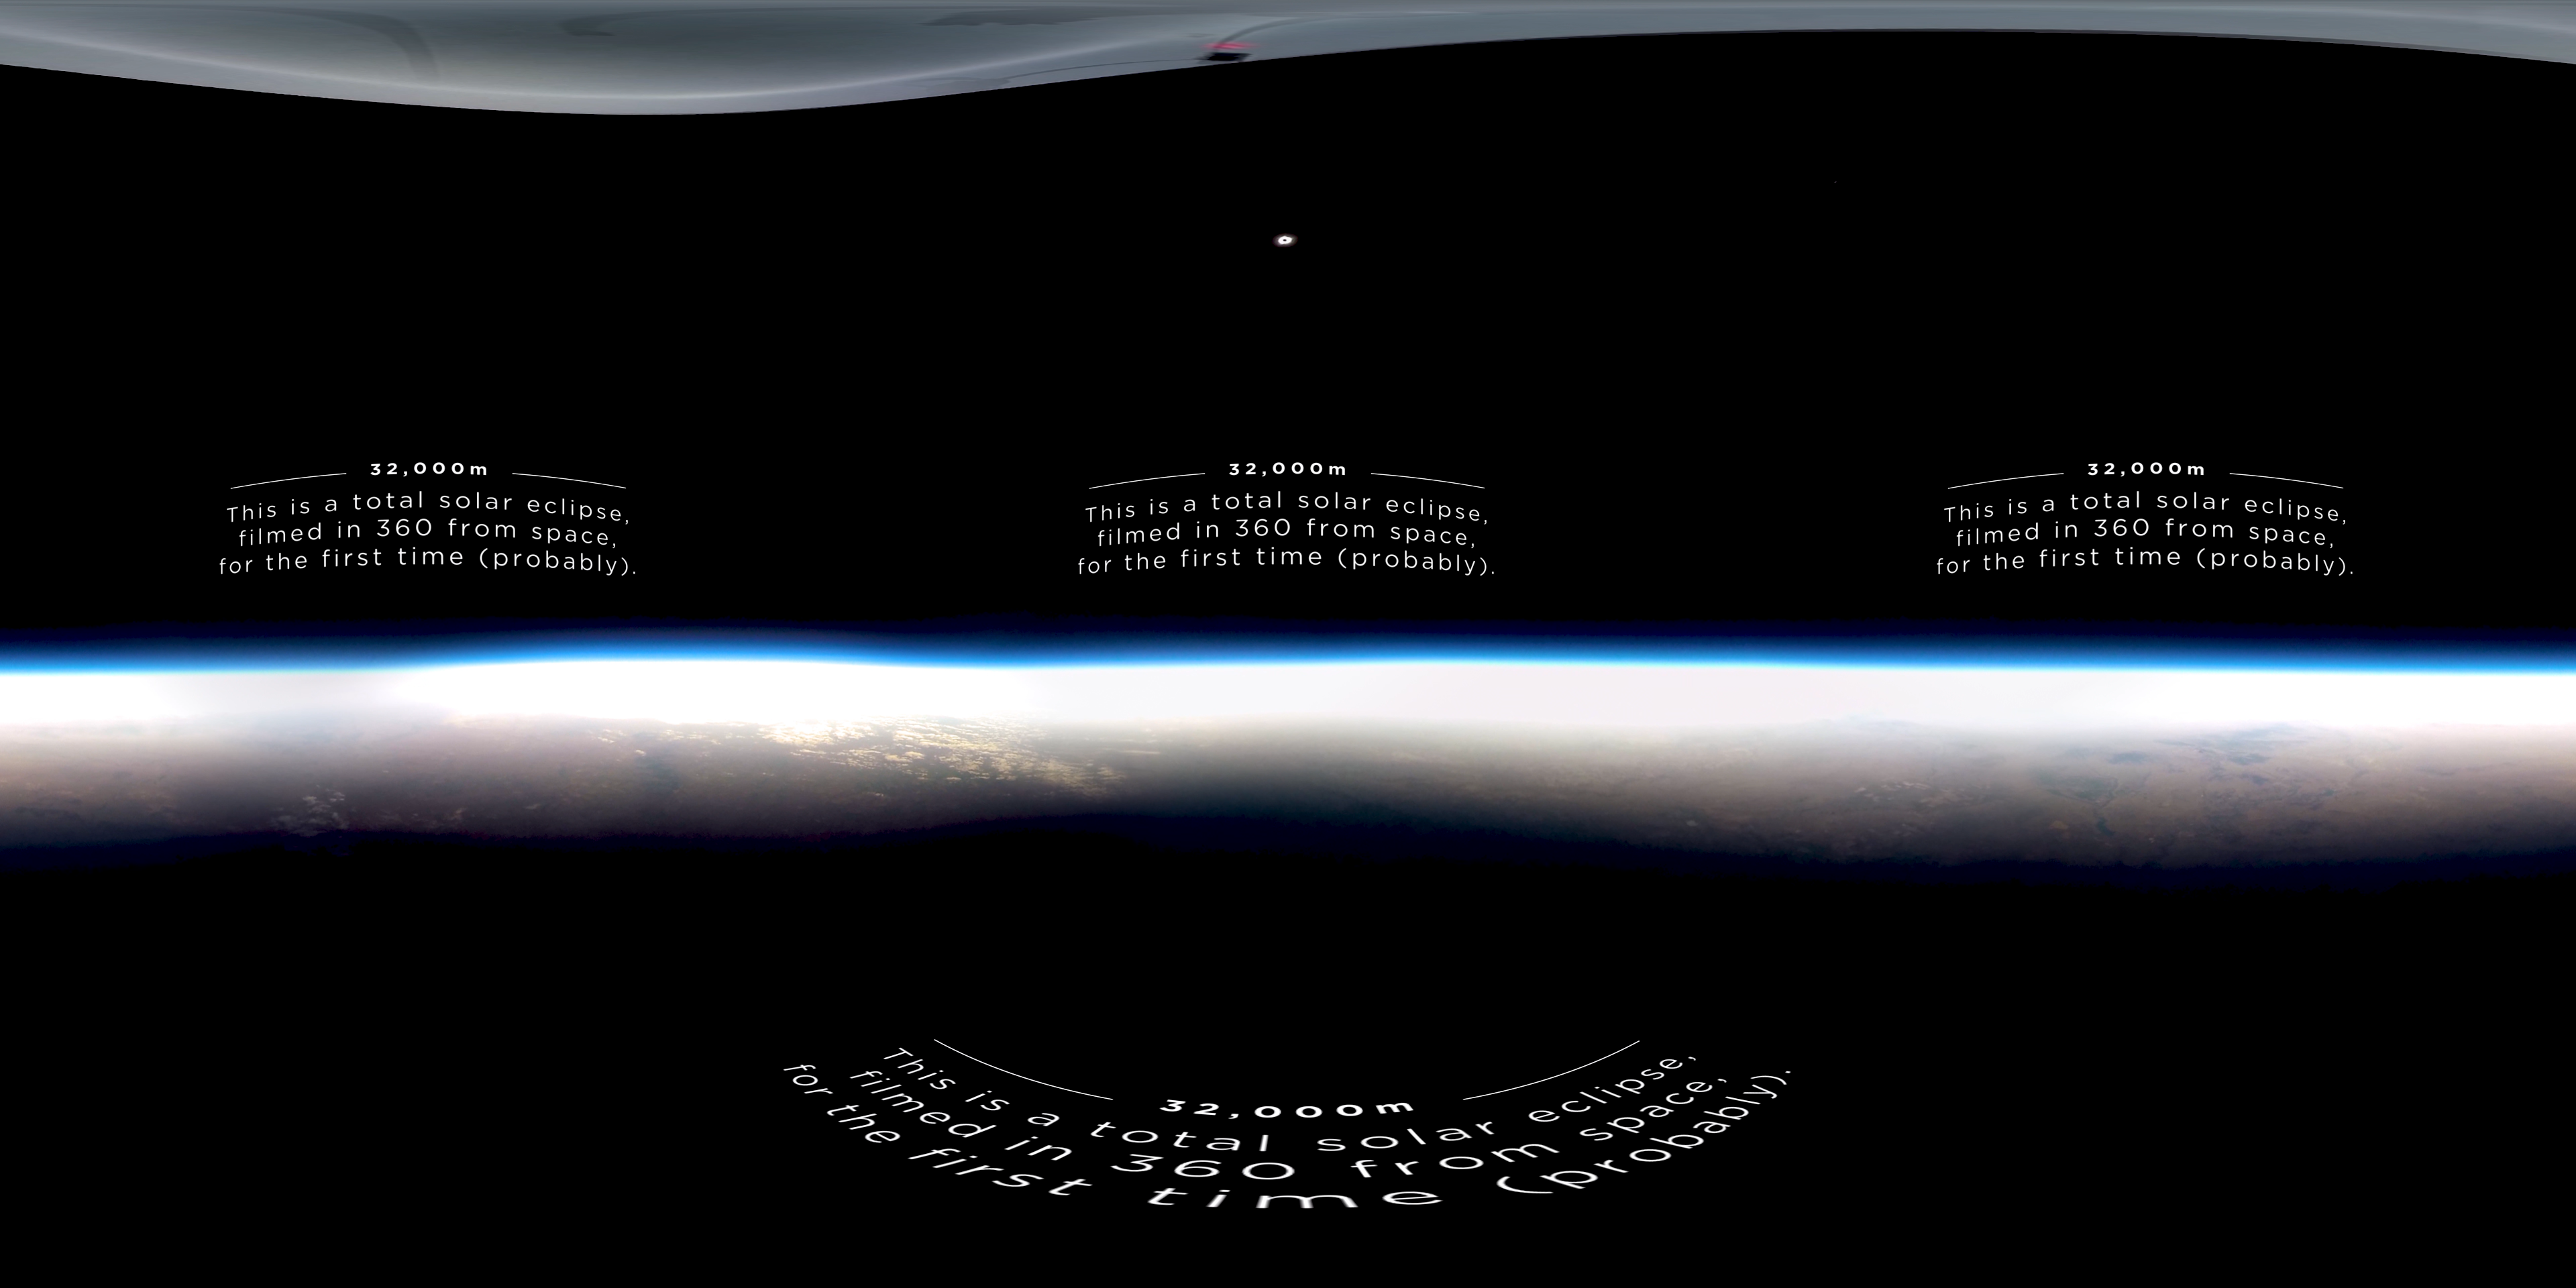 32,000m
This is a total solar eclipse,
filmed in 360 from space,
for the first time (probably).
32,000m
This is a total solar eclipse,
filmed in 360 from space,
for the first time (probably).
32,000m
This is a total solar eclipse,
filmed in 360 from space,
for the first time (probably).
32,000m
This is a total solar eclipse,
filmed in 360 from space,
for the first time (probably).